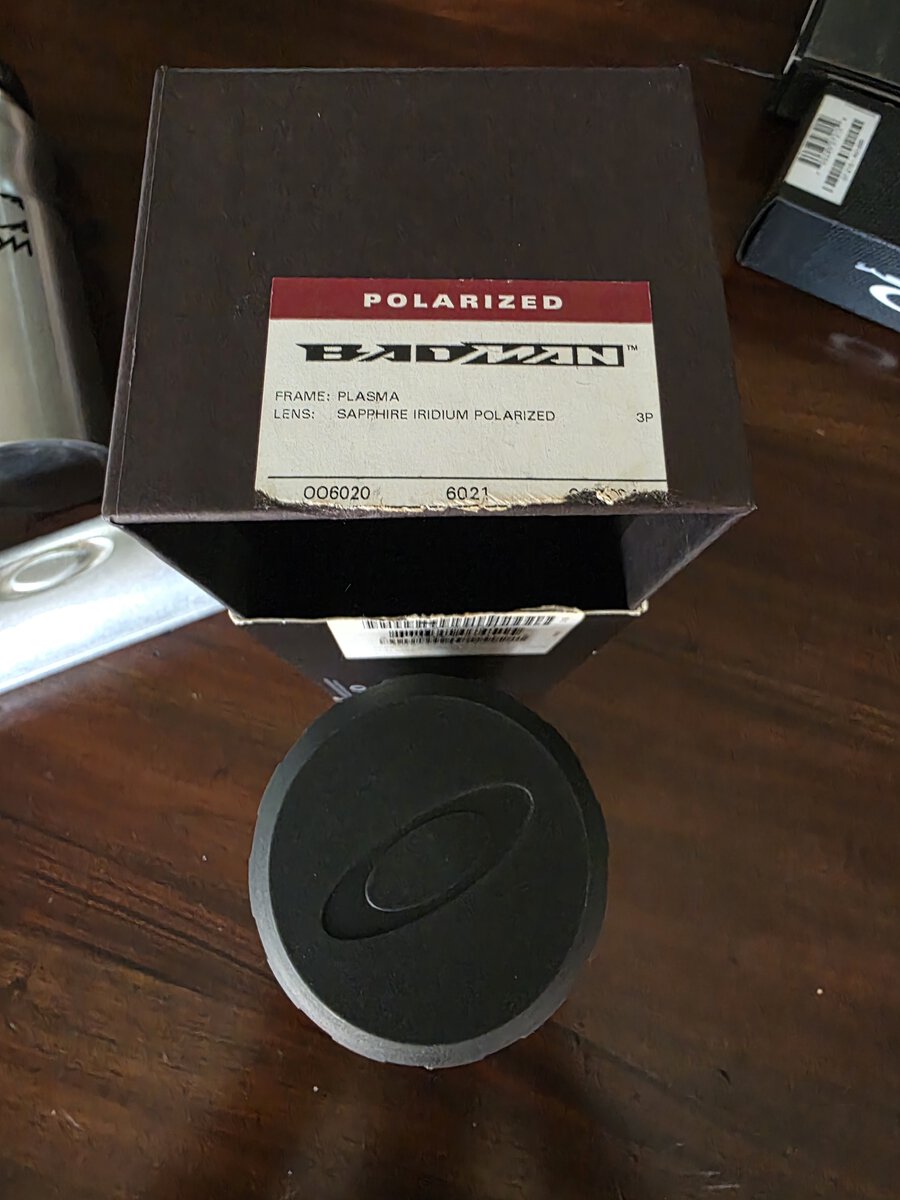 POLARIZED
BADMAN™
FRAME: PLASMA
LENS: SAPPHIRE IRIDIUM POLARIZED 3P
OO6020 6021